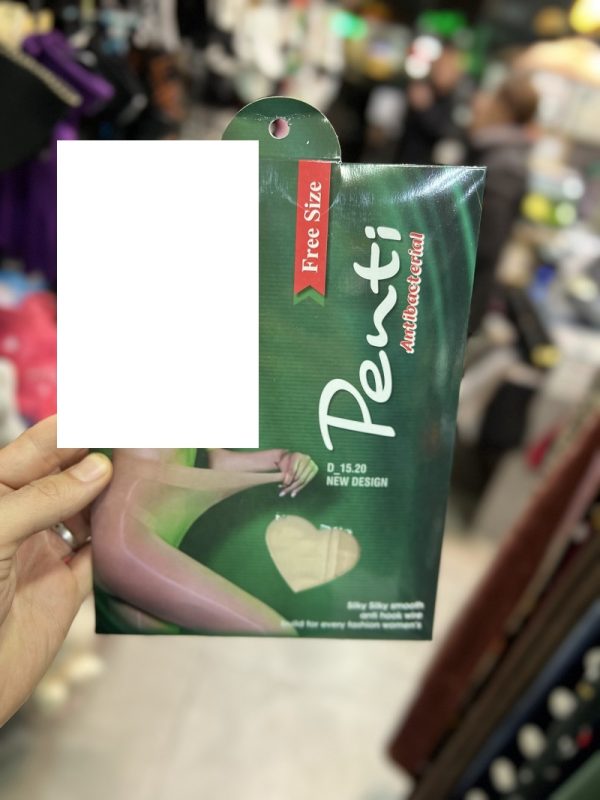 Free Size
Penti
Antibacterial
D_15.20
NEW DESIGN
Silky Silky smooth
anti hook wire
build for every fashion women's